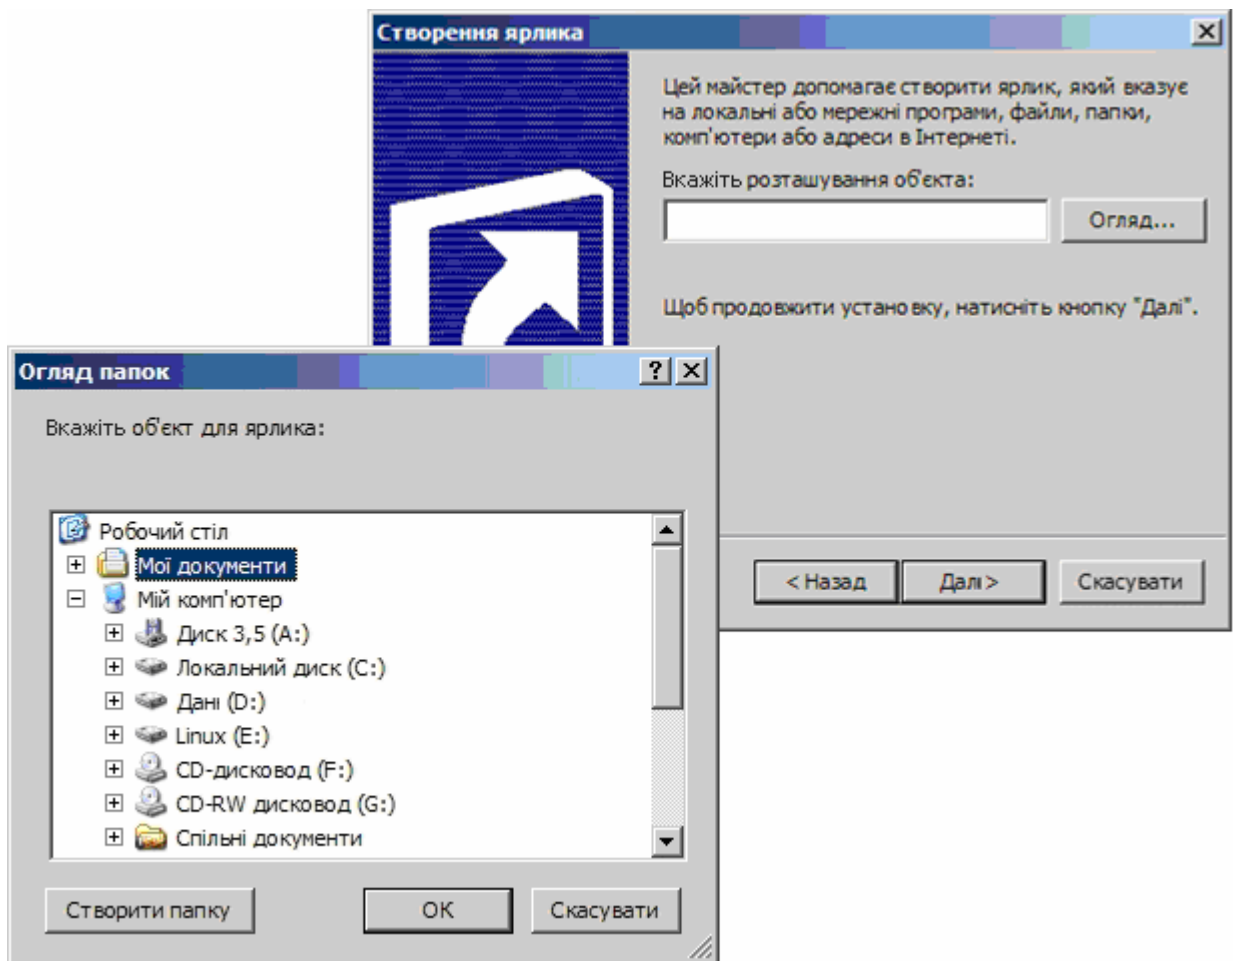 Створення ярлика
Цей майстер допомагає створити ярлик, який вказує
на локальні або мережні програми, файли, папки,
комп'ютери або адреси в Інтернеті.
Вкажіть розташування об'єкта:
Огляд...
Щоб продовжити установку, натисніть кнопку "Далі".
< Назад
Далі >
Скасувати
Огляд папок
Вкажіть об'єкт для ярлика:
Робочий стіл
Мої документи
Мій комп'ютер
Диск 3,5 (A:)
Локальний диск (C:)
Дані (D:)
Linux (E:)
CD-дисковод (F:)
CD-RW дисковод (G:)
Спільні документи
Створити папку
ОК
Скасувати